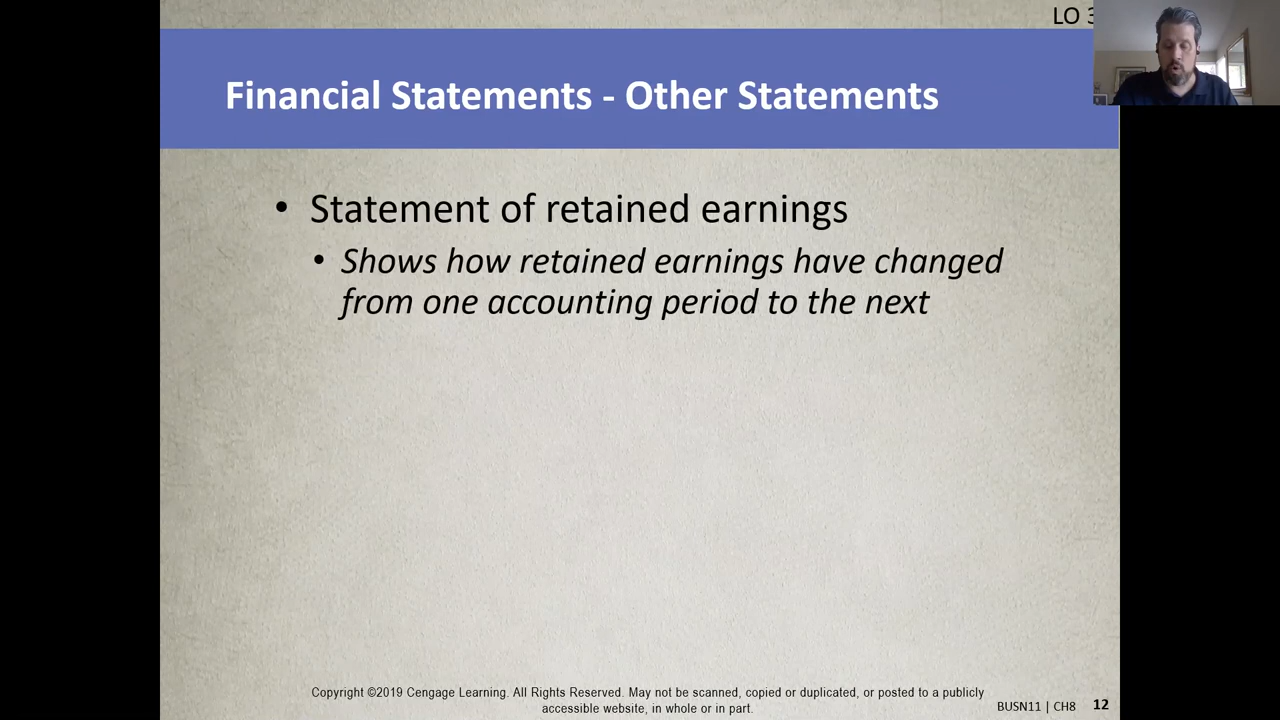 LO 3
Financial Statements - Other Statements
• Statement of retained earnings
• Shows how retained earnings have changed
from one accounting period to the next
Copyright ©2019 Cengage Learning. All Rights Reserved. May not be scanned, copied or duplicated, or posted to a publicly
accessible website, in whole or in part.
BUSN11 | CH8 12